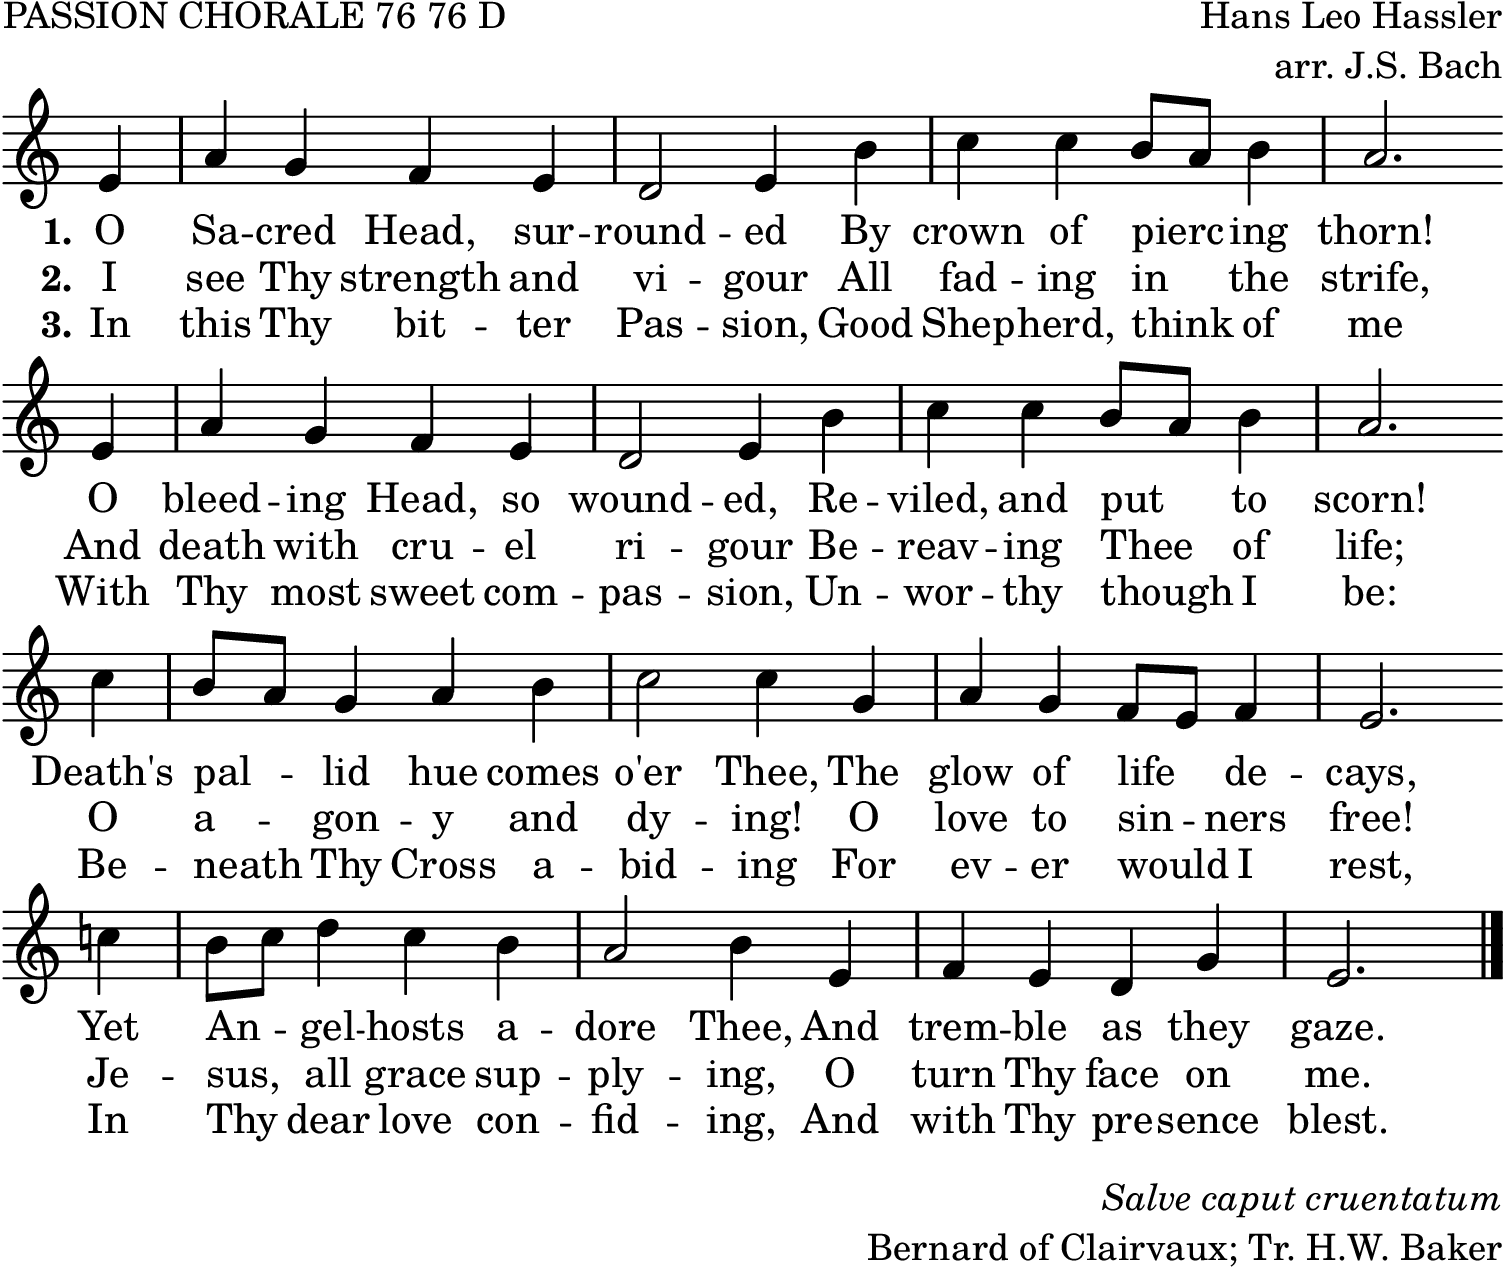 PASSION CHORALE 76 76 D
Hans Leo Hassler
arr. J.S. Bach
1. O Sa -- cred Head, sur -- round -- ed By crown of pierc -- ing thorn!
2. I see Thy strength and vi -- gour All fad -- ing in the strife,
3. In this Thy bit -- ter Pas -- sion, Good Shepherd, think of me
O bleed -- ing Head, so wound -- ed, Re -- viled, and put to scorn!
And death with cru -- el ri -- gour Be -- reav -- ing Thee of life;
With Thy most sweet com -- pas -- sion, Un -- wor -- thy though I be:
Death's pal -- lid hue comes o'er Thee, The glow of life de -- cays,
O a -- gon -- y and dy -- ing! O love to sin -- ners free!
Be -- neath Thy Cross a -- bid -- ing For ev -- er would I rest,
Yet An -- gel -- hosts a -- dore Thee, And trem -- ble as they gaze.
Je -- sus, all grace sup -- ply -- ing, O turn Thy face on me.
In Thy dear love con -- fid -- ing, And with Thy pre -- sence blest.
Salve caput cruentatum
Bernard of Clairvaux; Tr. H.W. Baker